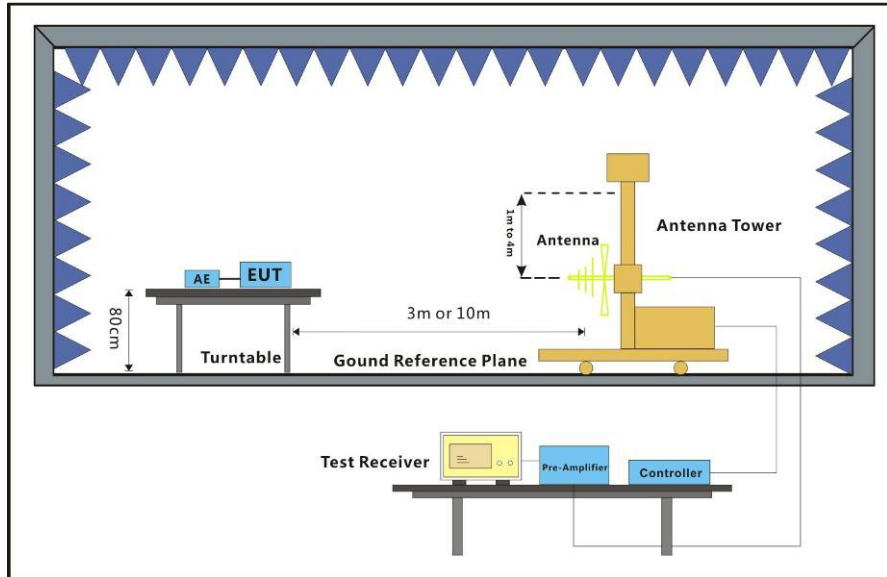 1m to 4m
Antenna Tower
Antenna
AE
EUT
80cm
3m or 10m
Turntable
Gound Reference Plane
Test Receiver
Pre-Amplifier
Controller